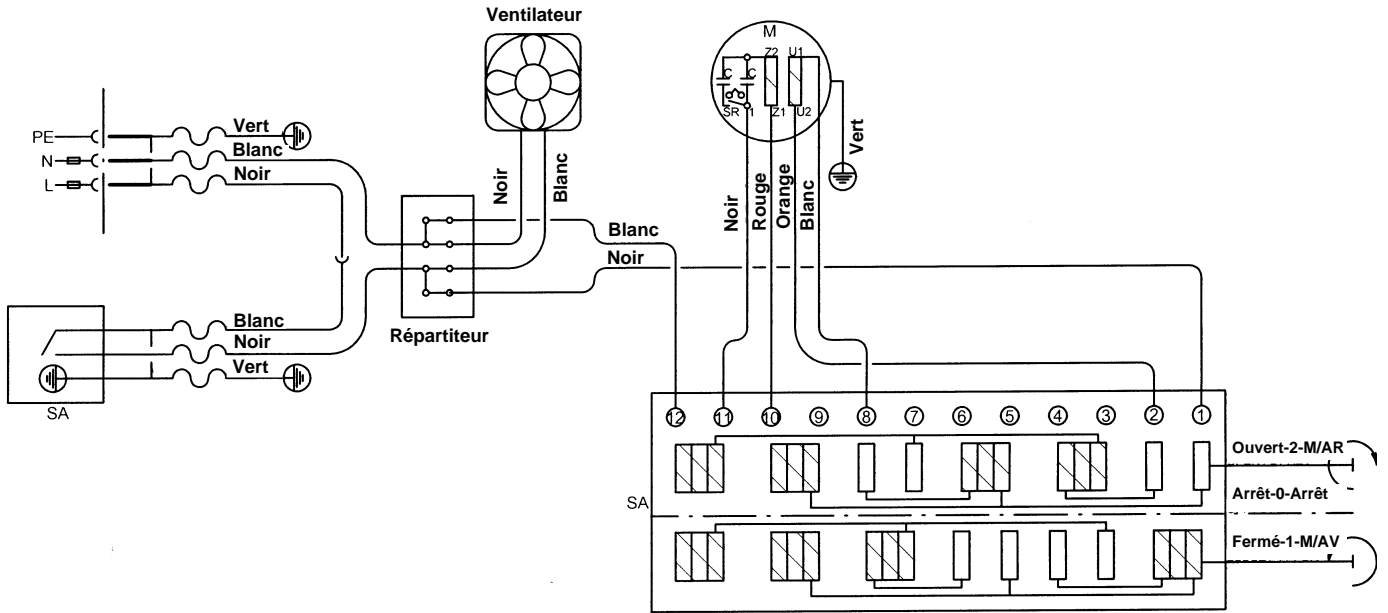 Ventilateur
M
Z2 U1
C C
SR 1 Z1 U2
PE
Vert
N
Blanc
L
Noir
Noir
Blanc
Noir
Rouge
Orange
Blanc
Vert
Blanc
Noir
Répartiteur
Blanc
Noir
Vert
SA
12 11 10 9 8 7 6 5 4 3 2 1
Ouvert-2-M/AR
SA
Arrêt-0-Arrêt
Fermé-1-M/AV